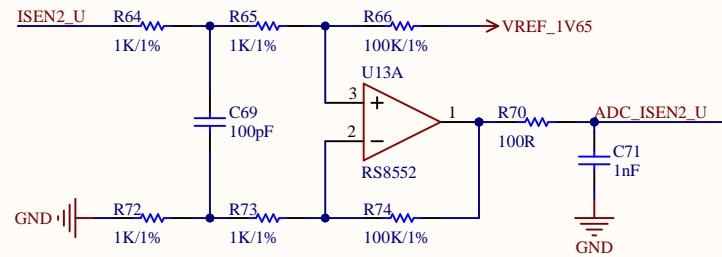 ISEN2_U
R64
1K/1%
R65
1K/1%
R66
100K/1%
VREF_1V65
U13A
C69
100pF
3
+
2
−
1
RS8552
R70
100R
ADC_ISEN2_U
C71
1nF
GND
GND
R72
1K/1%
R73
1K/1%
R74
100K/1%